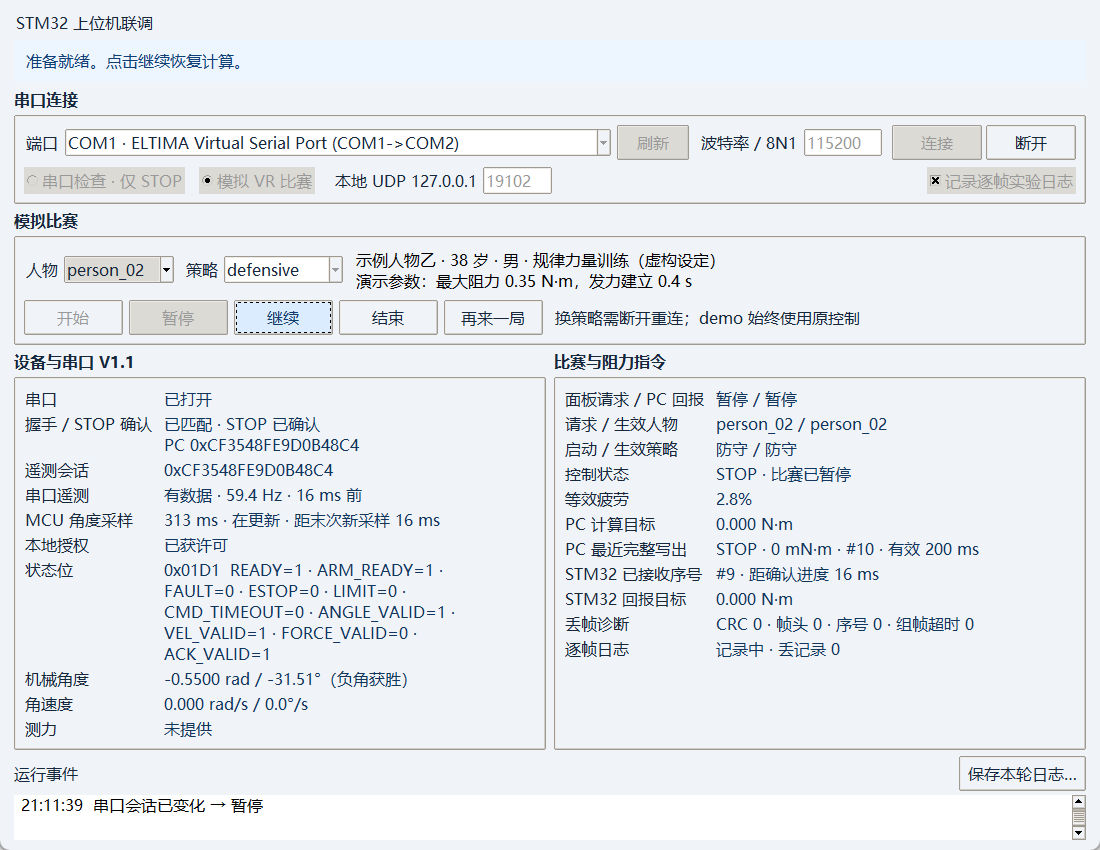 STM32 上位机联调
准备就绪。点击继续恢复计算。
串口连接
端口 COM1 · ELTIMA Virtual Serial Port (COM1->COM2) 刷新 波特率 / 8N1 115200 连接 断开
串口检查 · 仅 STOP 模拟 VR 比赛 本地 UDP 127.0.0.1 19102 记录逐帧实验日志
模拟比赛
人物 person_02 策略 defensive 示例人物乙 · 38 岁 · 男 · 规律力量训练（虚构设定）
演示参数：最大阻力 0.35 N·m，发力建立 0.4 s
开始 暂停 继续 结束 再来一局 换策略需断开重连；demo 始终使用原控制
设备与串口 V1.1
串口 已打开
握手 / STOP 确认 已匹配 · STOP 已确认
PC 0xCF3548FE9D0B48C4
遥测会话 0xCF3548FE9D0B48C4
串口遥测 有数据 · 59.4 Hz · 16 ms 前
MCU 角度采样 313 ms · 在更新 · 距末次新采样 16 ms
本地授权 已获许可
状态位 0x01D1 READY=1 · ARM_READY=1 ·
FAULT=0 · ESTOP=0 · LIMIT=0 ·
CMD_TIMEOUT=0 · ANGLE_VALID=1 ·
VEL_VALID=1 · FORCE_VALID=0 ·
ACK_VALID=1
机械角度 -0.5500 rad / -31.51°（负角获胜）
角速度 0.000 rad/s / 0.0°/s
测力 未提供
比赛与阻力指令
面板请求 / PC 回报 暂停 / 暂停
请求 / 生效人物 person_02 / person_02
启动 / 生效策略 防守 / 防守
控制状态 STOP · 比赛已暂停
等效疲劳 2.8%
PC 计算目标 0.000 N·m
PC 最近完整写出 STOP · 0 mN·m · #10 · 有效 200 ms
STM32 已接收序号 #9 · 距确认进度 16 ms
STM32 回报目标 0.000 N·m
丢帧诊断 CRC 0 · 帧头 0 · 序号 0 · 组帧超时 0
逐帧日志 记录中 · 丢记录 0
运行事件 保存本轮日志...
21:11:39 串口会话已变化 → 暂停